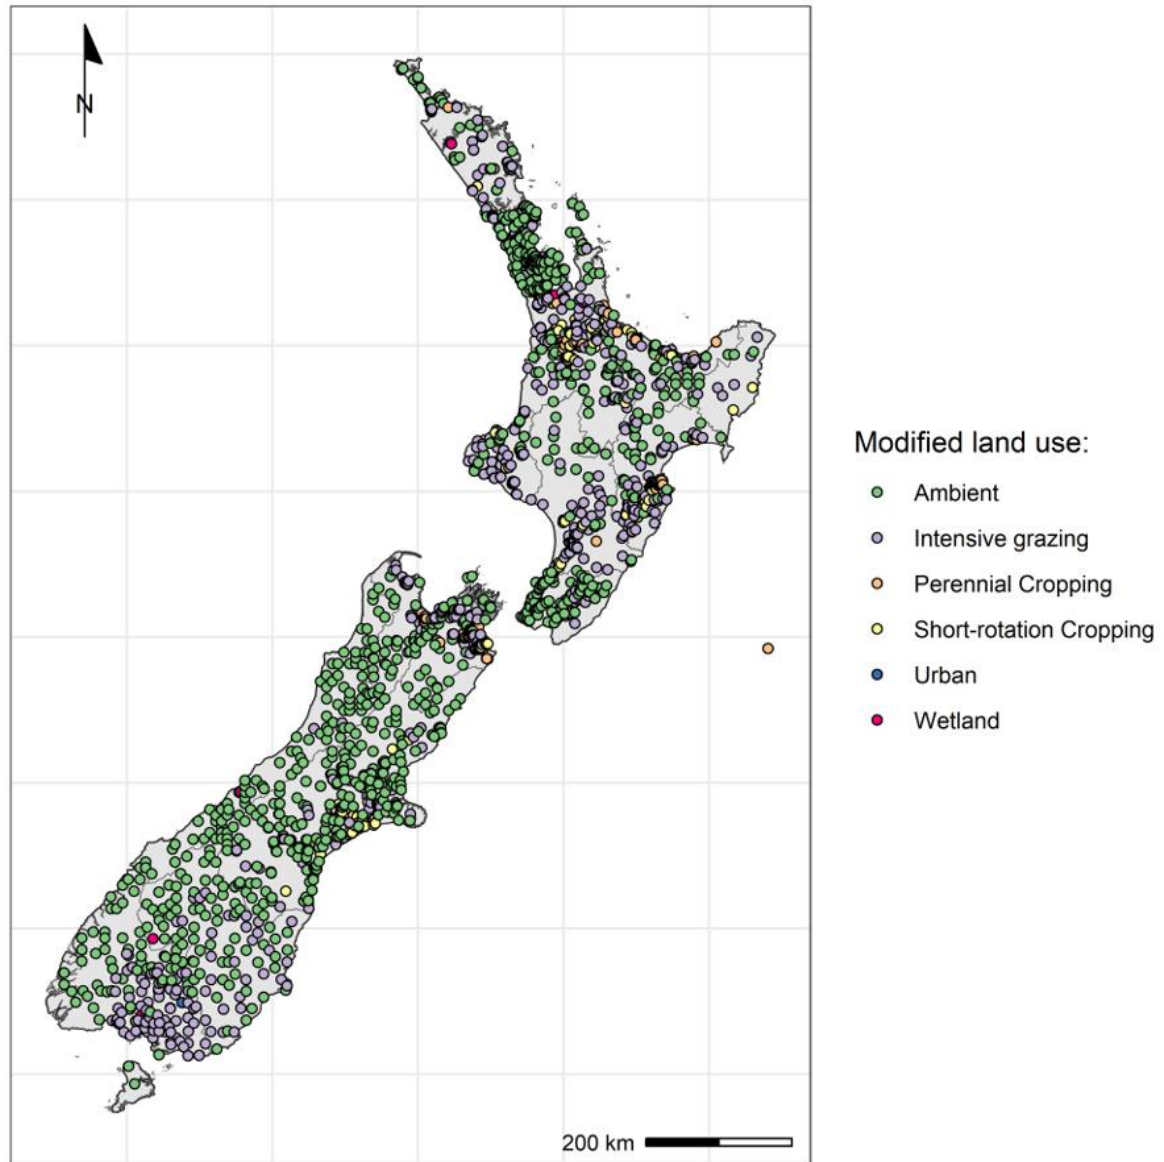 N
Modified land use:
Ambient
Intensive grazing
Perennial Cropping
Short-rotation Cropping
Urban
Wetland
200 km